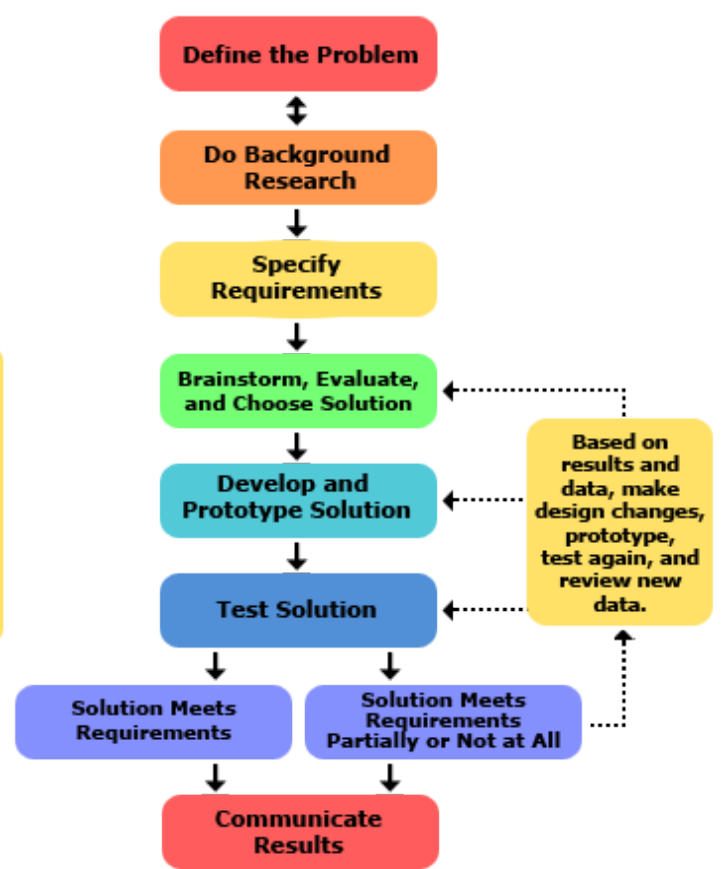 Define the Problem
Do Background
Research
Specify
Requirements
Brainstorm, Evaluate,
and Choose Solution
Develop and
Prototype Solution
Test Solution
Solution Meets
Requirements
Solution Meets
Requirements
Partially or Not at All
Based on
results and
data, make
design changes,
prototype,
test again, and
review new
data.
Communicate
Results